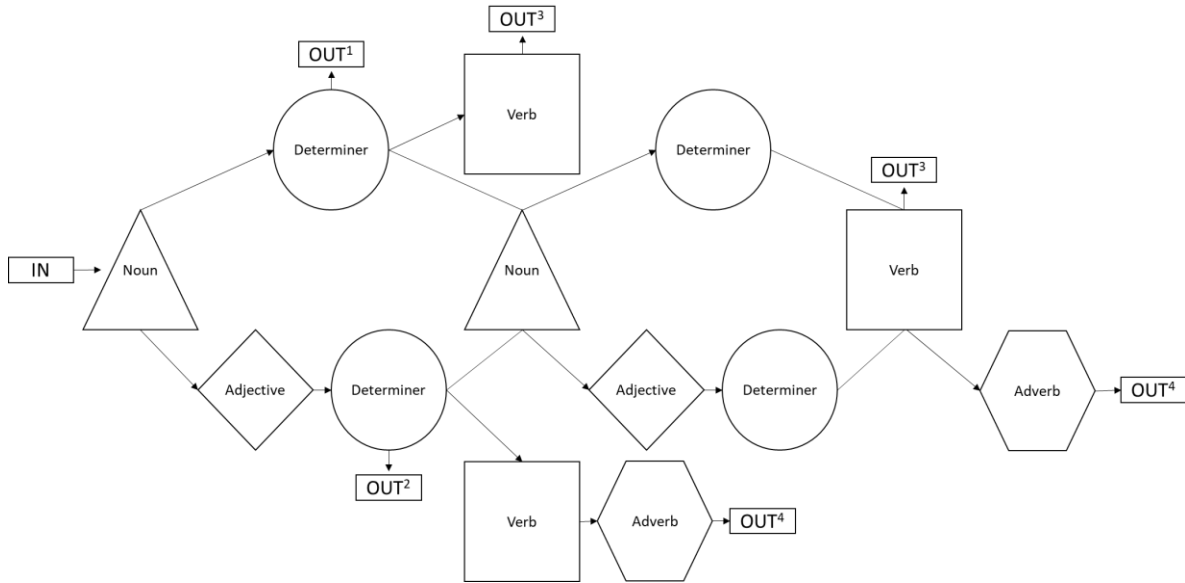 OUT³
OUT¹
Verb
Determiner
Determiner
OUT³
IN
Noun
Noun
Verb
Adjective
Determiner
Adjective
Determiner
Adverb
OUT⁴
OUT²
Verb
Adverb
OUT⁴